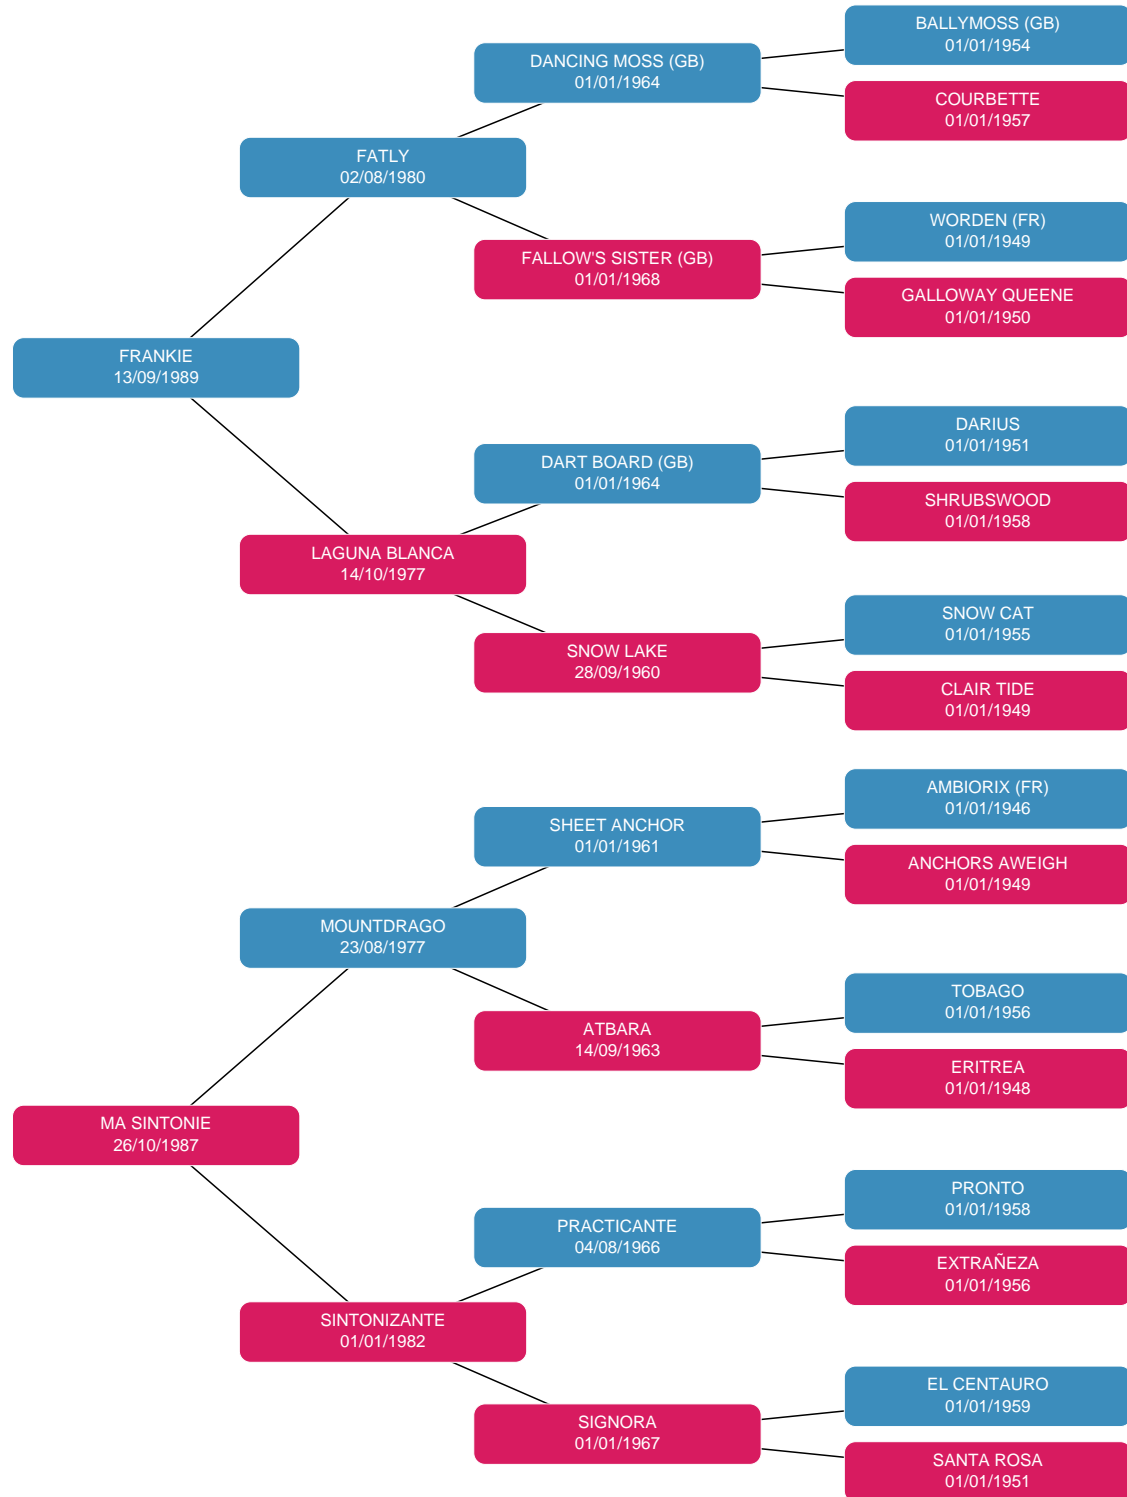 BALLYMOSS (GB)
01/01/1954
DANCING MOSS (GB)
01/01/1964
COURBETTE
01/01/1957
FATLY
02/08/1980
WORDEN (FR)
01/01/1949
FALLOW'S SISTER (GB)
01/01/1968
GALLOWAY QUEENE
01/01/1950
FRANKIE
13/09/1989
DARIUS
01/01/1951
DART BOARD (GB)
01/01/1964
SHRUBSWOOD
01/01/1958
LAGUNA BLANCA
14/10/1977
SNOW CAT
01/01/1955
SNOW LAKE
28/09/1960
CLAIR TIDE
01/01/1949
AMBIORIX (FR)
01/01/1946
SHEET ANCHOR
01/01/1961
ANCHORS AWEIGH
01/01/1949
MOUNTDRAGO
23/08/1977
TOBAGO
01/01/1956
ATBARA
14/09/1963
ERITREA
01/01/1948
MA SINTONIE
26/10/1987
PRONTO
01/01/1958
PRACTICANTE
04/08/1966
EXTRAÑEZA
01/01/1956
SINTONIZANTE
01/01/1982
EL CENTAURO
01/01/1959
SIGNORA
01/01/1967
SANTA ROSA
01/01/1951